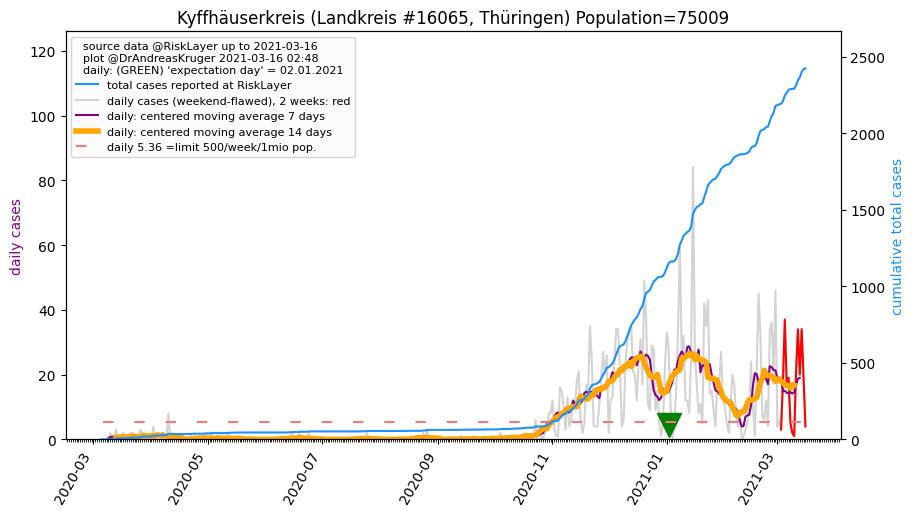 Kyffhäuserkreis (Landkreis #16065, Thüringen) Population=75009
source data @RiskLayer up to 2021-03-16
plot @DrAndreasKruger 2021-03-16 02:48
daily: (GREEN) 'expectation day' = 02.01.2021
total cases reported at RiskLayer
daily cases (weekend-flawed), 2 weeks: red
daily: centered moving average 7 days
daily: centered moving average 14 days
daily 5.36 =limit 500/week/1mio pop.
daily cases
120
100
80
60
40
20
0
2500
2000
1500
1000
500
0
cumulative total cases
2020-03
2020-05
2020-07
2020-09
2020-11
2021-01
2021-03